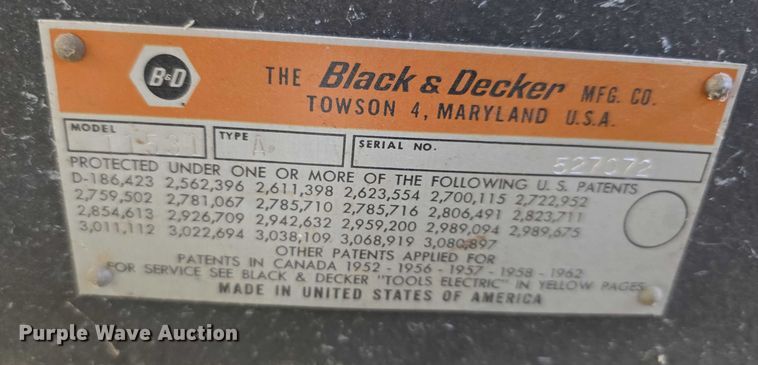 B&D
THE Black & Decker MFG. CO.
TOWSON 4, MARYLAND U.S.A.
MODEL TYPE A SERIAL NO. 527672
PROTECTED UNDER ONE OR MORE OF THE FOLLOWING U.S. PATENTS
D-186,423 2,562,396 2,611,398 2,623,554 2,700,115 2,722,952
2,759,502 2,781,067 2,785,710 2,785,716 2,806,491 2,823,711
2,854,613 2,926,709 2,942,632 2,959,200 2,989,094 2,989,675
3,011,112 3,022,694 3,038,109 3,068,919 3,080,897
OTHER PATENTS APPLIED FOR
PATENTS IN CANADA 1952 - 1956 - 1957 - 1958 - 1962
FOR SERVICE SEE BLACK & DECKER "TOOLS ELECTRIC" IN YELLOW PAGES
MADE IN UNITED STATES OF AMERICA
Purple Wave Auction